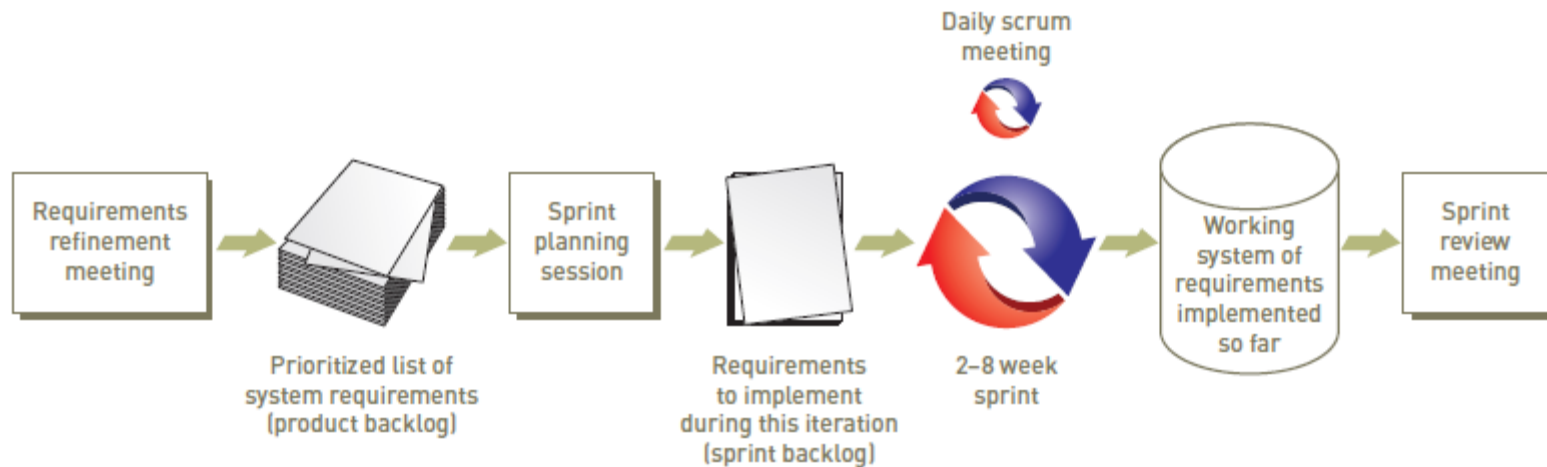 Requirements
refinement
meeting
Prioritized list of
system requirements
(product backlog)
Sprint
planning
session
Requirements
to implement
during this iteration
(sprint backlog)
Daily scrum
meeting
2–8 week
sprint
Working
system of
requirements
implemented
so far
Sprint
review
meeting